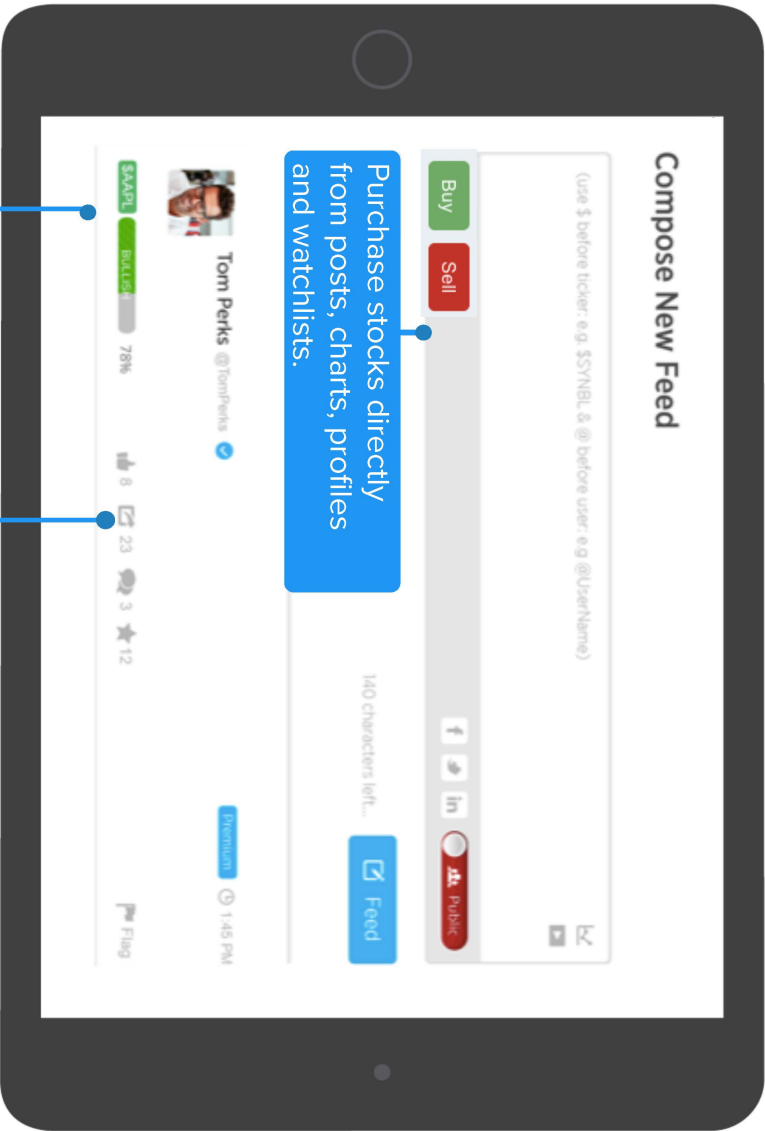 Compose New Feed
(use $ before ticker: e.g. $SYNBL & @ before user: e.g @UserName)
Buy
Sell
in
Public
Purchase stocks directly
from posts, charts, profiles
and watchlists.
140 characters left...
Feed
Tom Perks @TomPerks
Premium
1:45 PM
$AAPL
BULLISH
78%
8
23
3
12
Flag